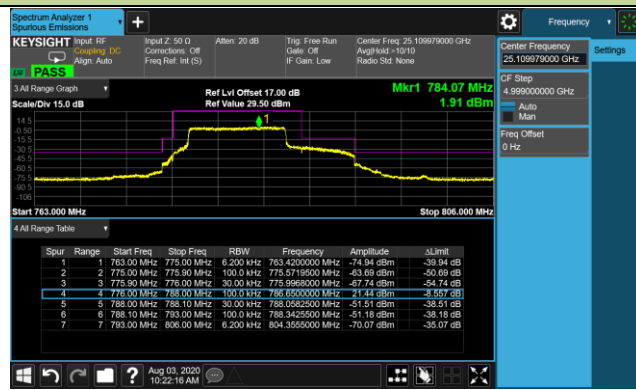 Spectrum Analyzer 1
Spurious Emissions
+
Frequency
KEYSIGHT Input: RF Input Z: 50 Ω Atten: 20 dB Trig: Free Run Center Freq: 25.109979000 GHz
Coupling: DC Corrections: Off Gate: Off Avg|Hold:>10/10
Align: Auto Freq Ref: Int (S) IF Gain: Low Radio Std: None
PASS
Center Frequency
25.109979000 GHz
Settings
CF Step
4.999000000 GHz
Auto
Man
Freq Offset
0 Hz
3 All Range Graph
Ref Lvl Offset 17.00 dB
Mkr1 784.07 MHz
Scale/Div 15.0 dB
Ref Value 29.50 dBm
1.91 dBm
1
14.5
-0.50
-15.5
-30.5
-45.5
-60.5
-75.5
-90.5
-106
Start 763.000 MHz
Stop 806.000 MHz
4 All Range Table
Spur Range Start Freq Stop Freq RBW Frequency Amplitude ΔLimit
1 1 763.00 MHz 775.00 MHz 6.200 kHz 763.4200000 MHz -74.94 dBm -39.94 dB
2 2 775.00 MHz 775.90 MHz 100.0 kHz 775.5719500 MHz -63.69 dBm -50.69 dB
3 3 775.90 MHz 776.00 MHz 30.00 kHz 775.9968000 MHz -67.74 dBm -54.74 dB
4 4 776.00 MHz 788.00 MHz 100.0 kHz 786.6500000 MHz 21.44 dBm -8.557 dB
5 5 788.00 MHz 788.10 MHz 30.00 kHz 788.0582500 MHz -51.51 dBm -38.51 dB
6 6 788.10 MHz 793.00 MHz 100.0 kHz 788.3425500 MHz -51.18 dBm -38.18 dB
7 7 793.00 MHz 806.00 MHz 6.200 kHz 804.3555000 MHz -70.07 dBm -35.07 dB
?
Aug 03, 2020
10:22:16 AM